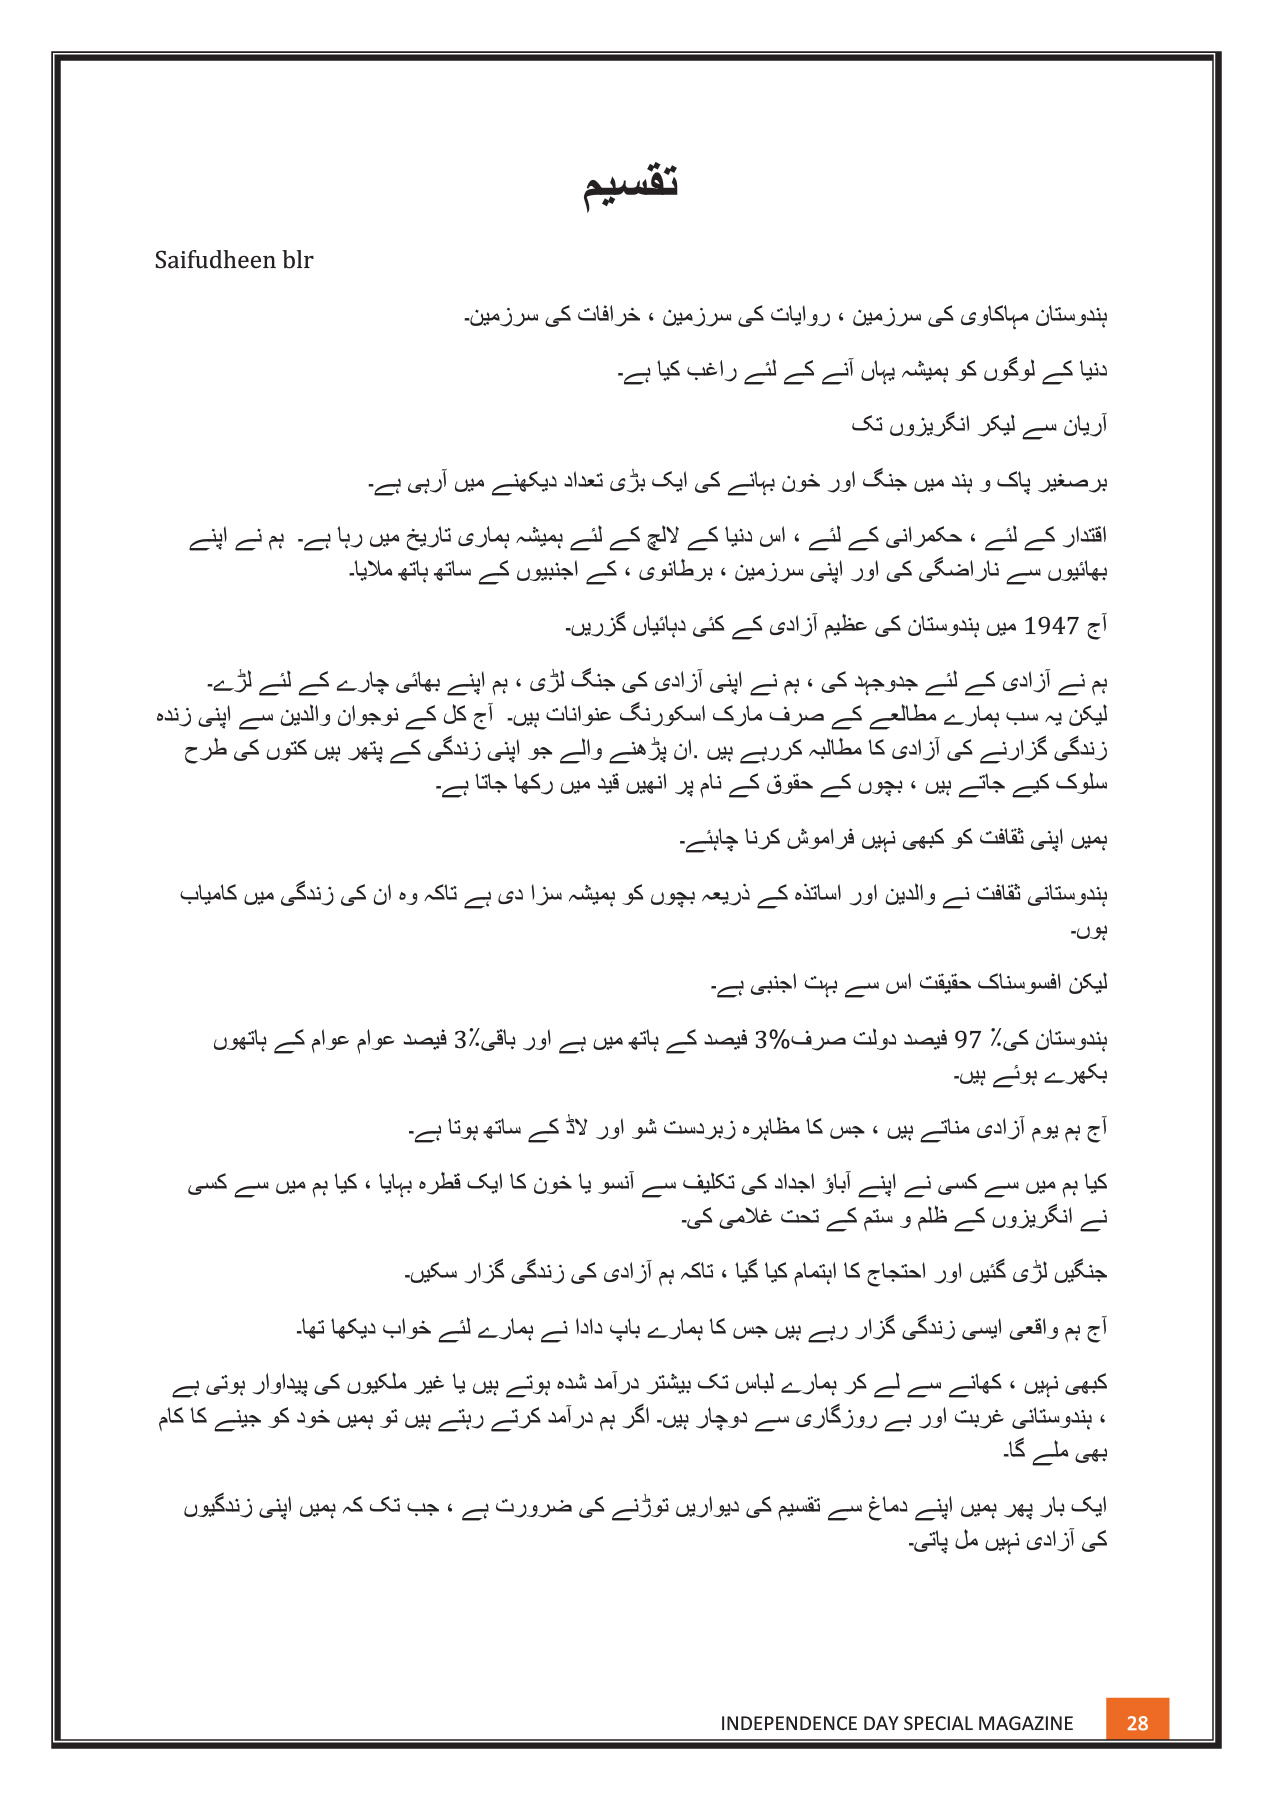 تقسیم
Saifudheen blr
ہندوستان مہاکاوی کی سرزمین ، روایات کی سرزمین ، خرافات کی سرزمین۔
دنیا کے لوگوں کو ہمیشہ یہاں آنے کے لئے راغب کیا ہے۔
آریان سے لیکر انگریزوں تک
برصغیر پاک و ہند میں جنگ اور خون بہانے کی ایک بڑی تعداد دیکھنے میں آرہی ہے۔
اقتدار کے لئے ، حکمرانی کے لئے ، اس دنیا کے لالچ کے لئے ہمیشہ ہماری تاریخ میں رہا ہے۔ ہم نے اپنے
بھائیوں سے ناراضگی کی اور اپنی سرزمین ، برطانوی ، کے اجنبیوں کے ساتھ ہاتھ ملایا۔
آج 1947 میں ہندوستان کی عظیم آزادی کے کئی دہائیاں گزریں۔
ہم نے آزادی کے لئے جدوجہد کی ، ہم نے اپنی آزادی کی جنگ لڑی ، ہم اپنے بھائی چارے کے لئے لڑے۔
لیکن یہ سب ہمارے مطالعے کے صرف مارک اسکورنگ عنوانات ہیں۔ آج کل کے نوجوان والدین سے اپنی زندہ
زندگی گزارنے کی آزادی کا مطالبہ کررہے ہیں .ان پڑھنے والے جو اپنی زندگی کے پتھر ہیں کتوں کی طرح
سلوک کیے جاتے ہیں ، بچوں کے حقوق کے نام پر انھیں قید میں رکھا جاتا ہے۔
ہمیں اپنی ثقافت کو کبھی نہیں فراموش کرنا چاہئے۔
ہندوستانی ثقافت نے والدین اور اساتذہ کے ذریعہ بچوں کو ہمیشہ سزا دی ہے تاکہ وہ ان کی زندگی میں کامیاب
ہوں۔
لیکن افسوسناک حقیقت اس سے بہت اجنبی ہے۔
ہندوستان کی٪ 97 فیصد دولت صرف%3 فیصد کے ہاتھ میں ہے اور باقی٪3 فیصد عوام عوام کے ہاتھوں
بکھرے ہوئے ہیں۔
آج ہم یوم آزادی مناتے ہیں ، جس کا مظاہرہ زبردست شو اور لاڈ کے ساتھ ہوتا ہے۔
کیا ہم میں سے کسی نے اپنے آباؤ اجداد کی تکلیف سے آنسو یا خون کا ایک قطرہ بہایا ، کیا ہم میں سے کسی
نے انگریزوں کے ظلم و ستم کے تحت غلامی کی۔
جنگیں لڑی گئیں اور احتجاج کا اہتمام کیا گیا ، تاکہ ہم آزادی کی زندگی گزار سکیں۔
آج ہم واقعی ایسی زندگی گزار رہے ہیں جس کا ہمارے باپ دادا نے ہمارے لئے خواب دیکھا تھا۔
کبھی نہیں ، کھانے سے لے کر ہمارے لباس تک بیشتر درآمد شدہ ہوتے ہیں یا غیر ملکیوں کی پیداوار ہوتی ہے
، ہندوستانی غربت اور بے روزگاری سے دوچار ہیں۔ اگر ہم درآمد کرتے رہتے ہیں تو ہمیں خود کو جینے کا کام
بھی ملے گا۔
ایک بار پھر ہمیں اپنے دماغ سے تقسیم کی دیواریں توڑنے کی ضرورت ہے ، جب تک کہ ہمیں اپنی زندگیوں
کی آزادی نہیں مل پاتی۔
INDEPENDENCE DAY SPECIAL MAGAZINE 28